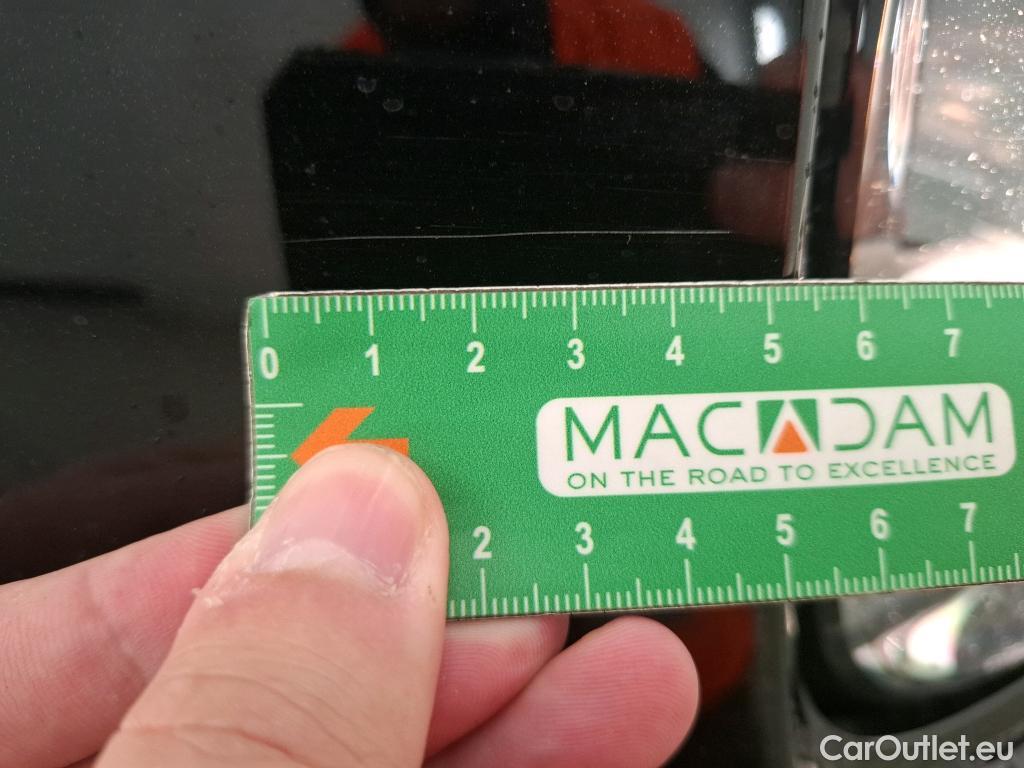 0 1 2 3 4 5 6 7
MACADAM
ON THE ROAD TO EXCELLENCE
2 3 4 5 6 7
CarOutlet.eu